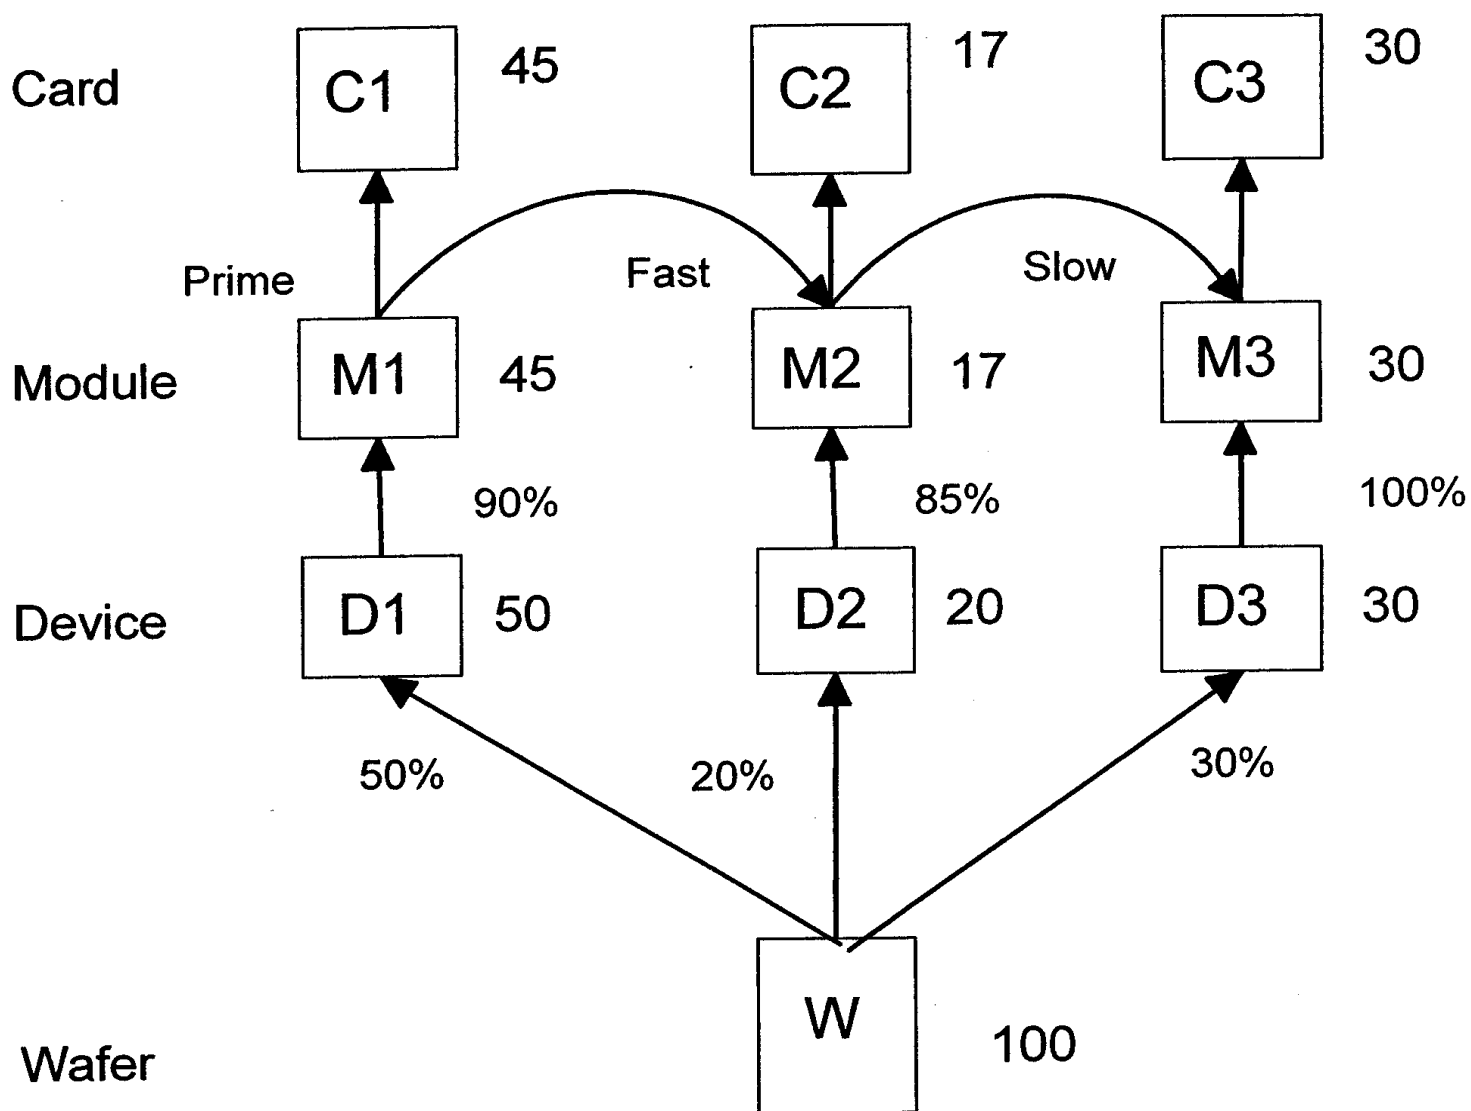 Card C1 45 C2 17 C3 30
Prime Fast Slow
Module M1 45 M2 17 M3 30
90% 85% 100%
Device D1 50 D2 20 D3 30
50% 20% 30%
W
Wafer 100